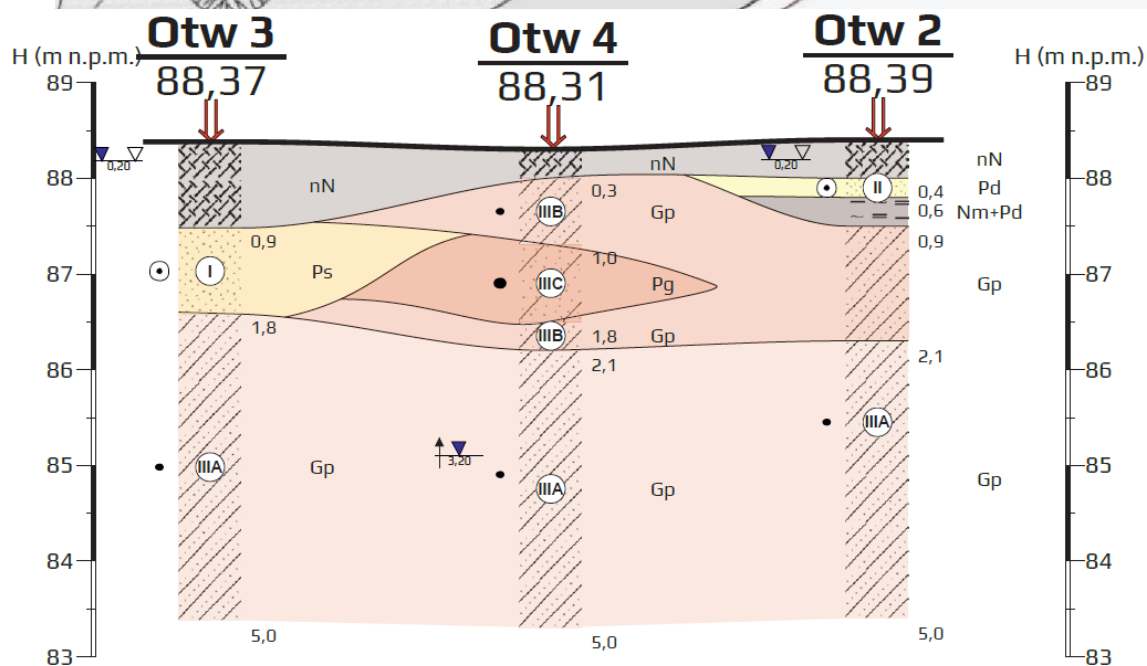 Otw 3
88,37
Otw 4
88,31
Otw 2
88,39
H (m n.p.m.)
H (m n.p.m.)
89
89
0,20
0,20
nN
nN
nN
88
88
0,3
II
0,4
Pd
IIIB
Gp
0,6
Nm+Pd
0,9
0,9
I
Ps
1,0
87
87
IIIC
Pg
Gp
1,8
IIIB
1,8
Gp
2,1
2,1
86
86
IIIA
3,20
85
85
IIIA
Gp
IIIA
Gp
Gp
84
84
5,0
5,0
5,0
83
83